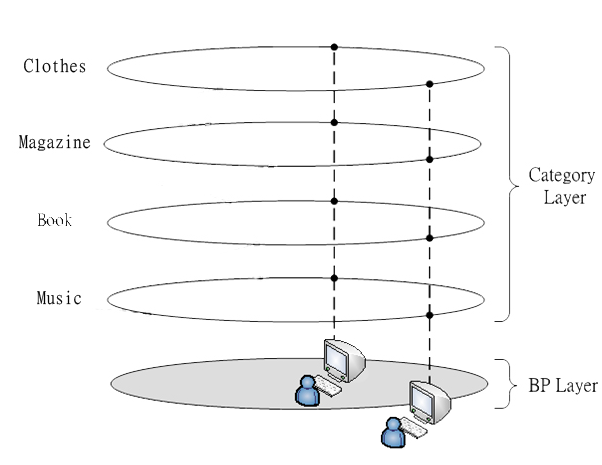 Clothes
Magazine
Book
Music
Category
Layer
BP Layer